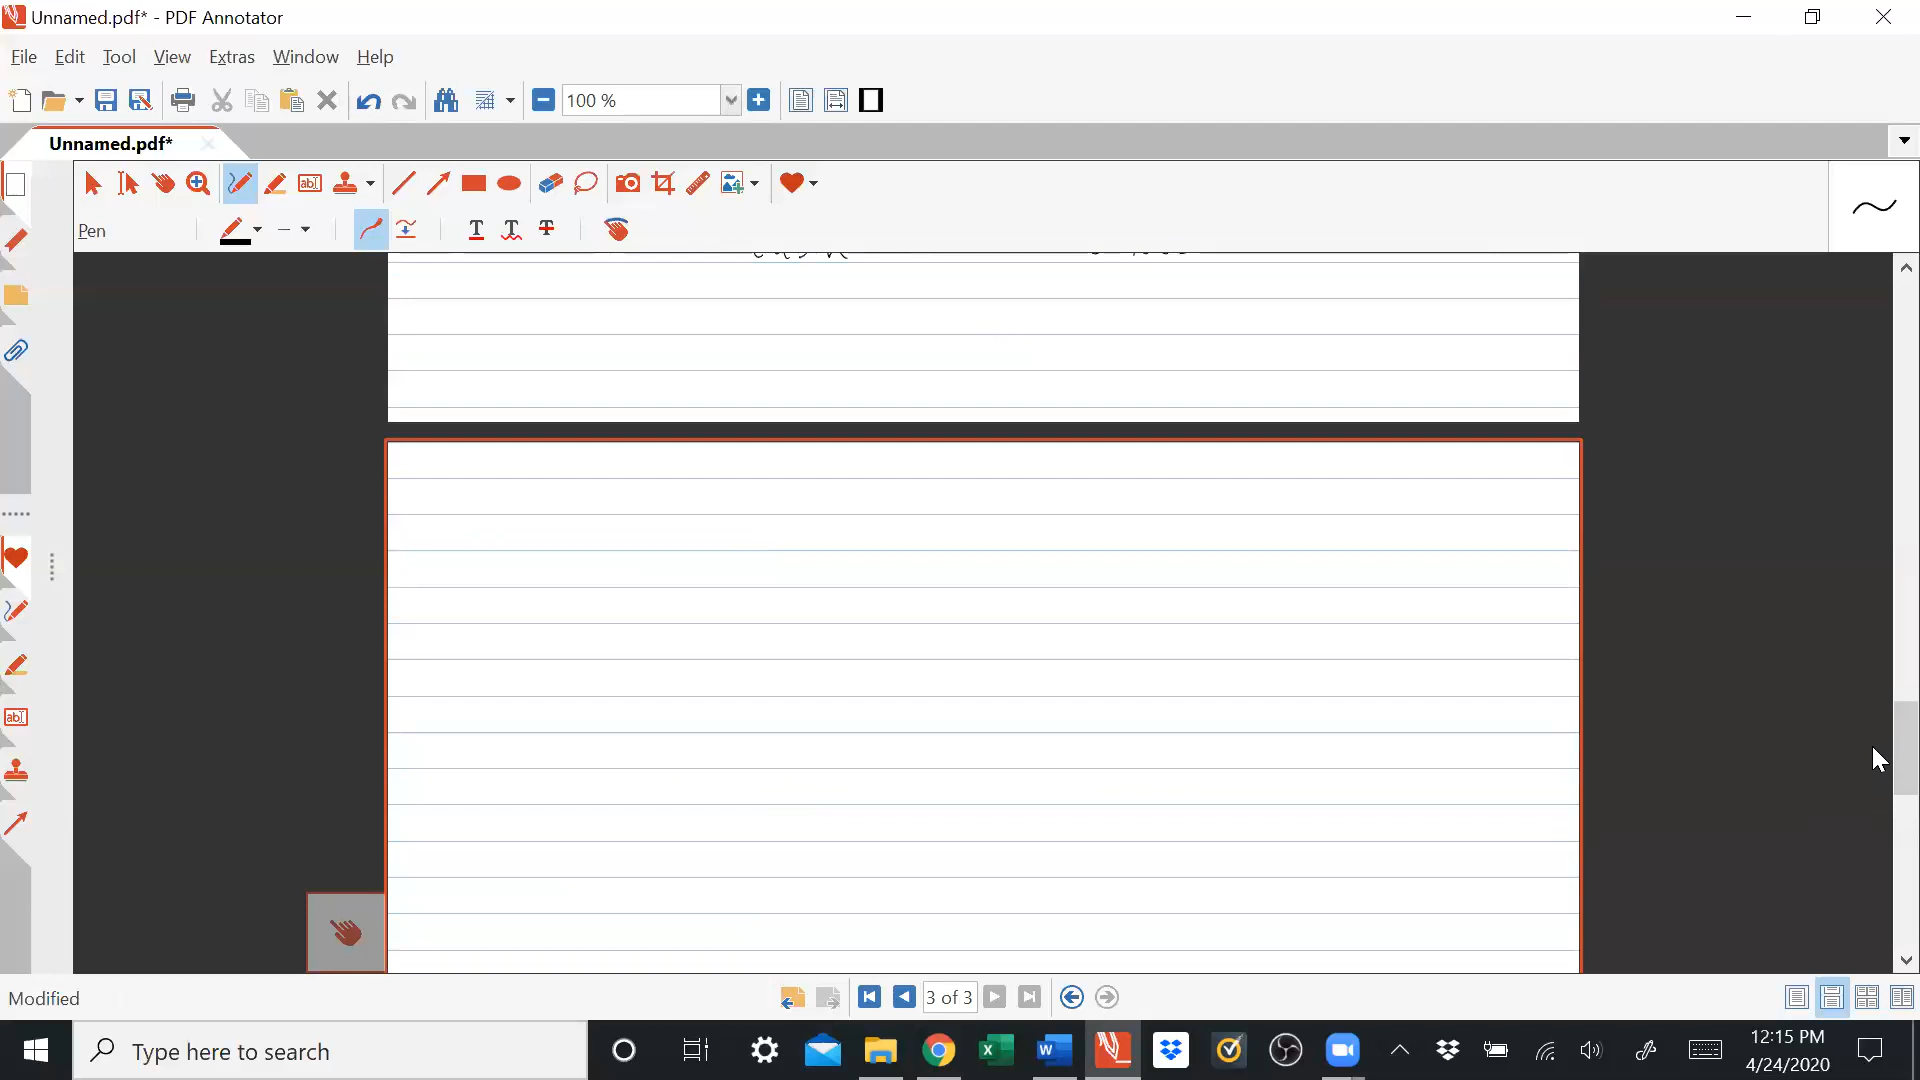 Unnamed.pdf* - PDF Annotator
File Edit Tool View Extras Window Help
100 %
Unnamed.pdf*
Pen
3 of 3
Modified
Type here to search
12:15 PM
4/24/2020